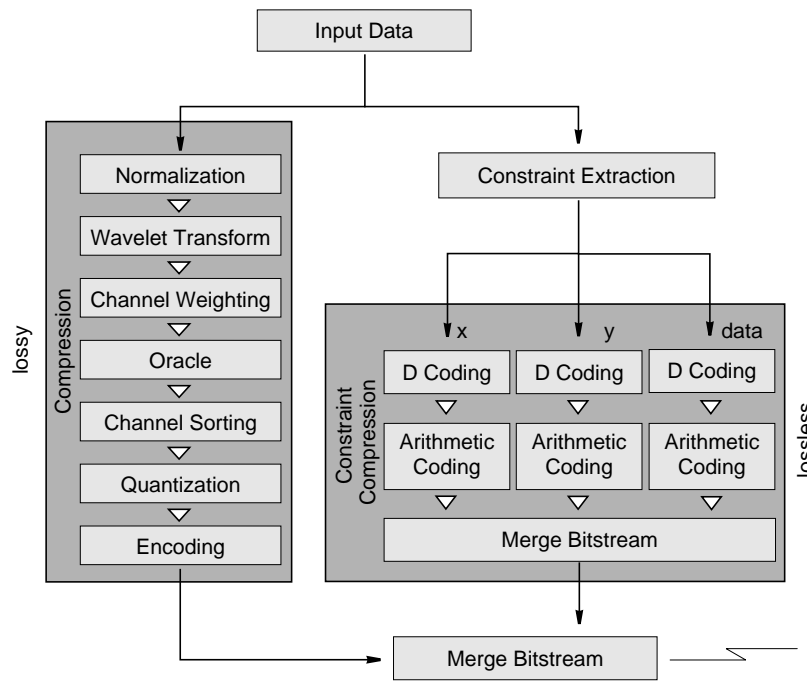 Input Data
lossy
Compression
Normalization
Wavelet Transform
Channel Weighting
Oracle
Channel Sorting
Quantization
Encoding
Constraint Extraction
Constraint
Compression
x
y
data
D Coding
D Coding
D Coding
Arithmetic
Coding
Arithmetic
Coding
Arithmetic
Coding
Merge Bitstream
lossless
Merge Bitstream